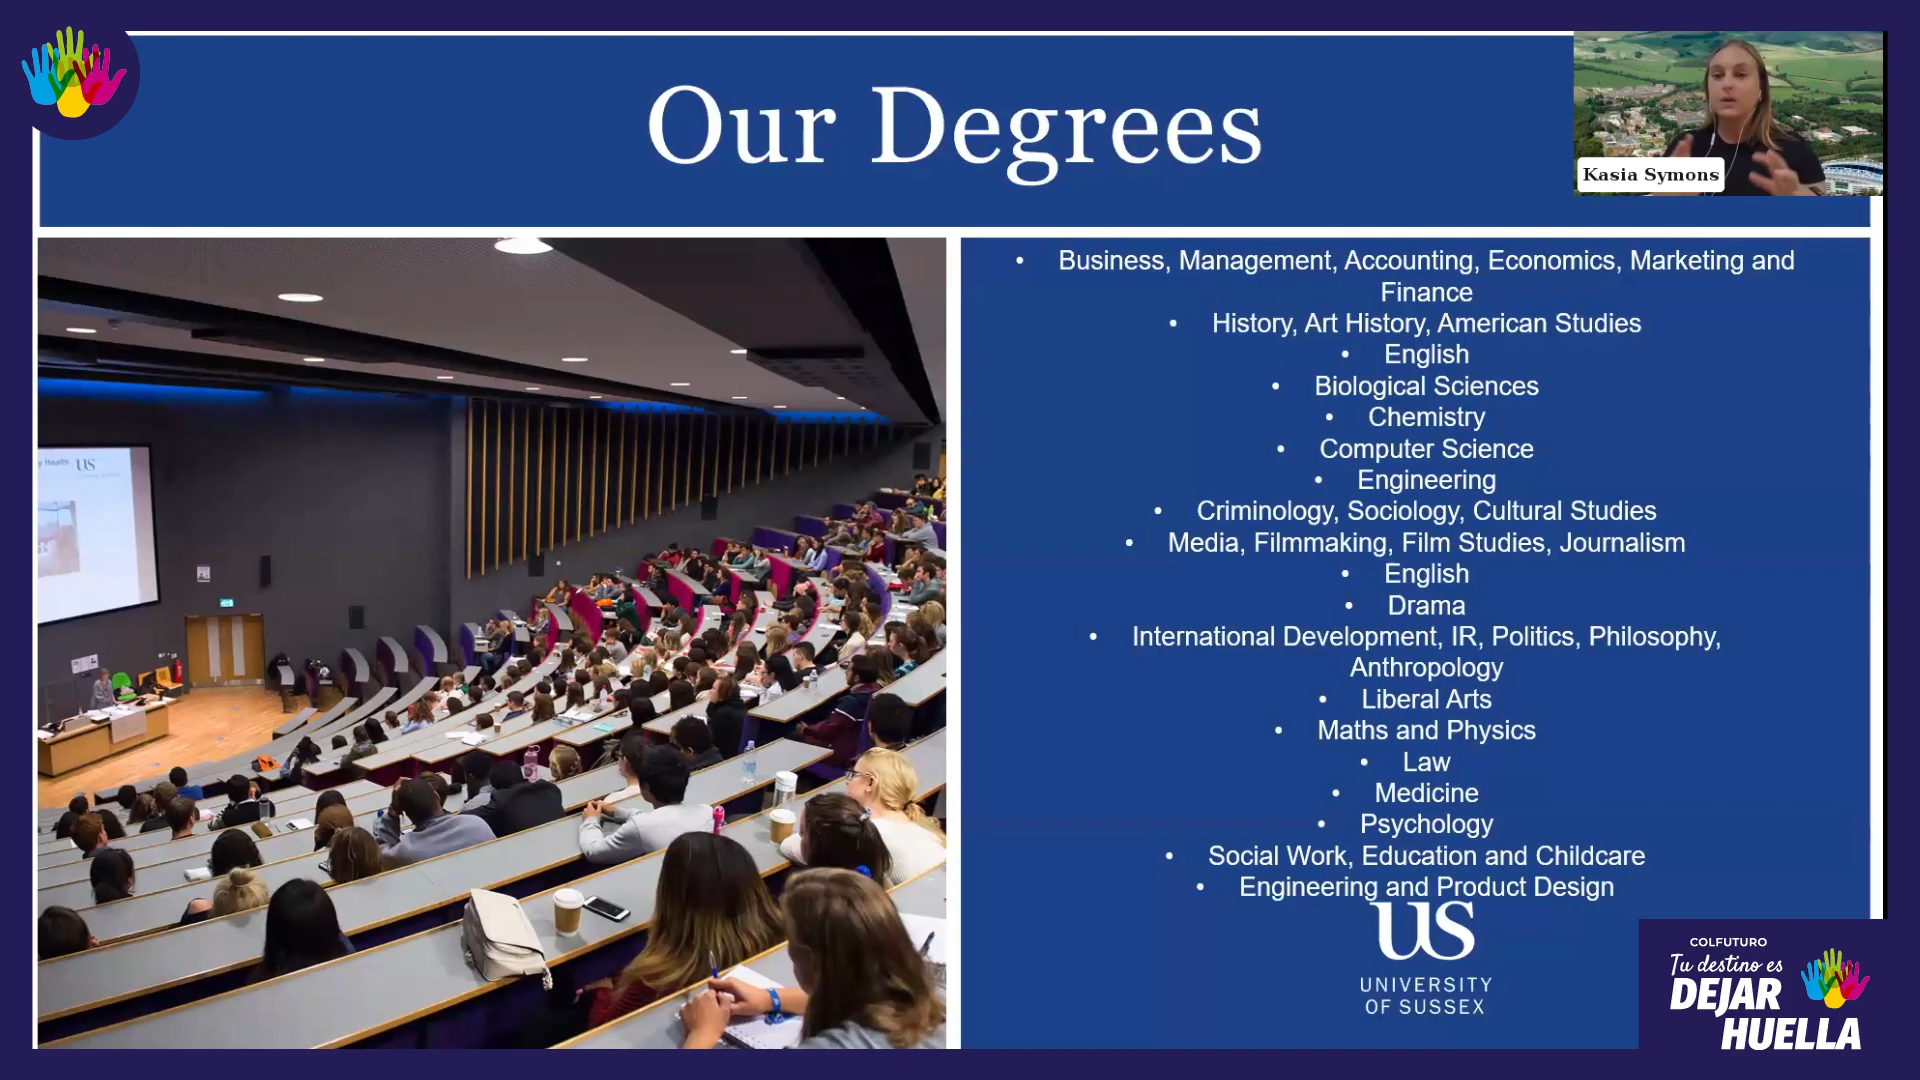 Our Degrees
Kasia Symons
y Health US
• Business, Management, Accounting, Economics, Marketing and
Finance
• History, Art History, American Studies
• English
• Biological Sciences
• Chemistry
• Computer Science
• Engineering
• Criminology, Sociology, Cultural Studies
• Media, Filmmaking, Film Studies, Journalism
• English
• Drama
• International Development, IR, Politics, Philosophy,
Anthropology
• Liberal Arts
• Maths and Physics
• Law
• Medicine
• Psychology
• Social Work, Education and Childcare
• Engineering and Product Design
US
UNIVERSITY
OF SUSSEX
COLFUTURO
Tu destino es
DEJAR
HUELLA